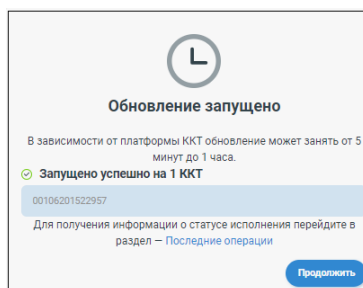 Обновление запущено
В зависимости от платформы ККТ обновление может занять от 5
минут до 1 часа.
Запущено успешно на 1 ККТ
00106201522957
Для получения информации о статусе исполнения перейдите в
раздел — Последние операции
Продолжить